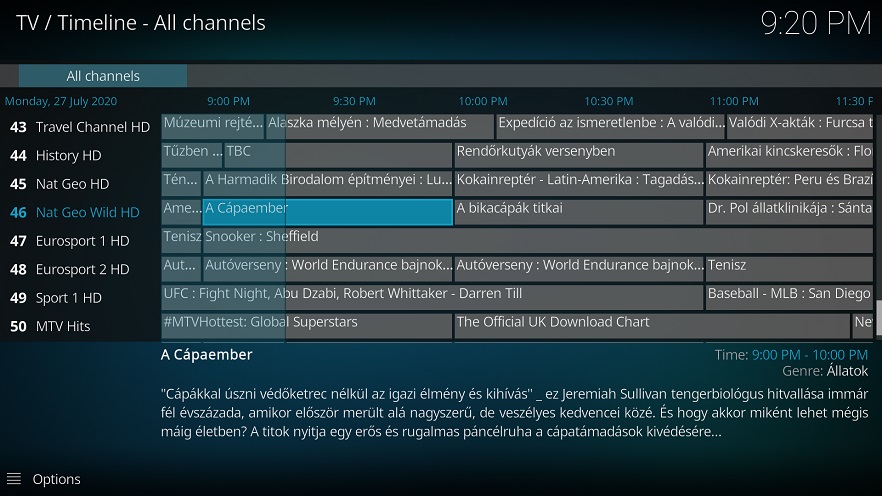 TV / Timeline - All channels
9:20 PM
All channels
Monday, 27 July 2020 9:00 PM 9:30 PM 10:00 PM 10:30 PM 11:00 PM 11:30 P
43 Travel Channel HD Múzeumi rejté... Alaszka mélyén : Medvetámadás Expedíció az ismeretlenbe : A valódi... Valódi X-akták : Furcsa t
44 History HD Tűzben ... TBC Rendőrkutyák versenyben Amerikai kincskeresők : Flo
45 Nat Geo HD Tén... A Harmadik Birodalom építményei : Lu... Kokainreptér - Latin-Amerika : Tagadás... Kokainreptér: Peru és Brazí
46 Nat Geo Wild HD Ame... A Cápaember A bikacápák titkai Dr. Pol állatklinikája : Sánta
47 Eurosport 1 HD Tenisz Snooker : Sheffield
48 Eurosport 2 HD Aut... Autóverseny : World Endurance bajnok... Autóverseny : World Endurance bajnok... Tenisz
49 Sport 1 HD UFC : Fight Night, Abu Dzabi, Robert Whittaker - Darren Till Baseball - MLB : San Diego
50 MTV Hits #MTVHottest: Global Superstars The Official UK Download Chart Ne
A Cápaember Time: 9:00 PM - 10:00 PM
Genre: Állatok
"Cápákkal úszni védőketrec nélkül az igazi élmény és kihívás" _ ez Jeremiah Sullivan tengerbiológus hitvallása immár
fél évszázada, amikor először merült alá nagyszerű, de veszélyes kedvencei közé. És hogy akkor miként lehet mégis
máig életben? A titok nyitja egy erős és rugalmas páncélruha a cápatámadások kivédésére...
Options